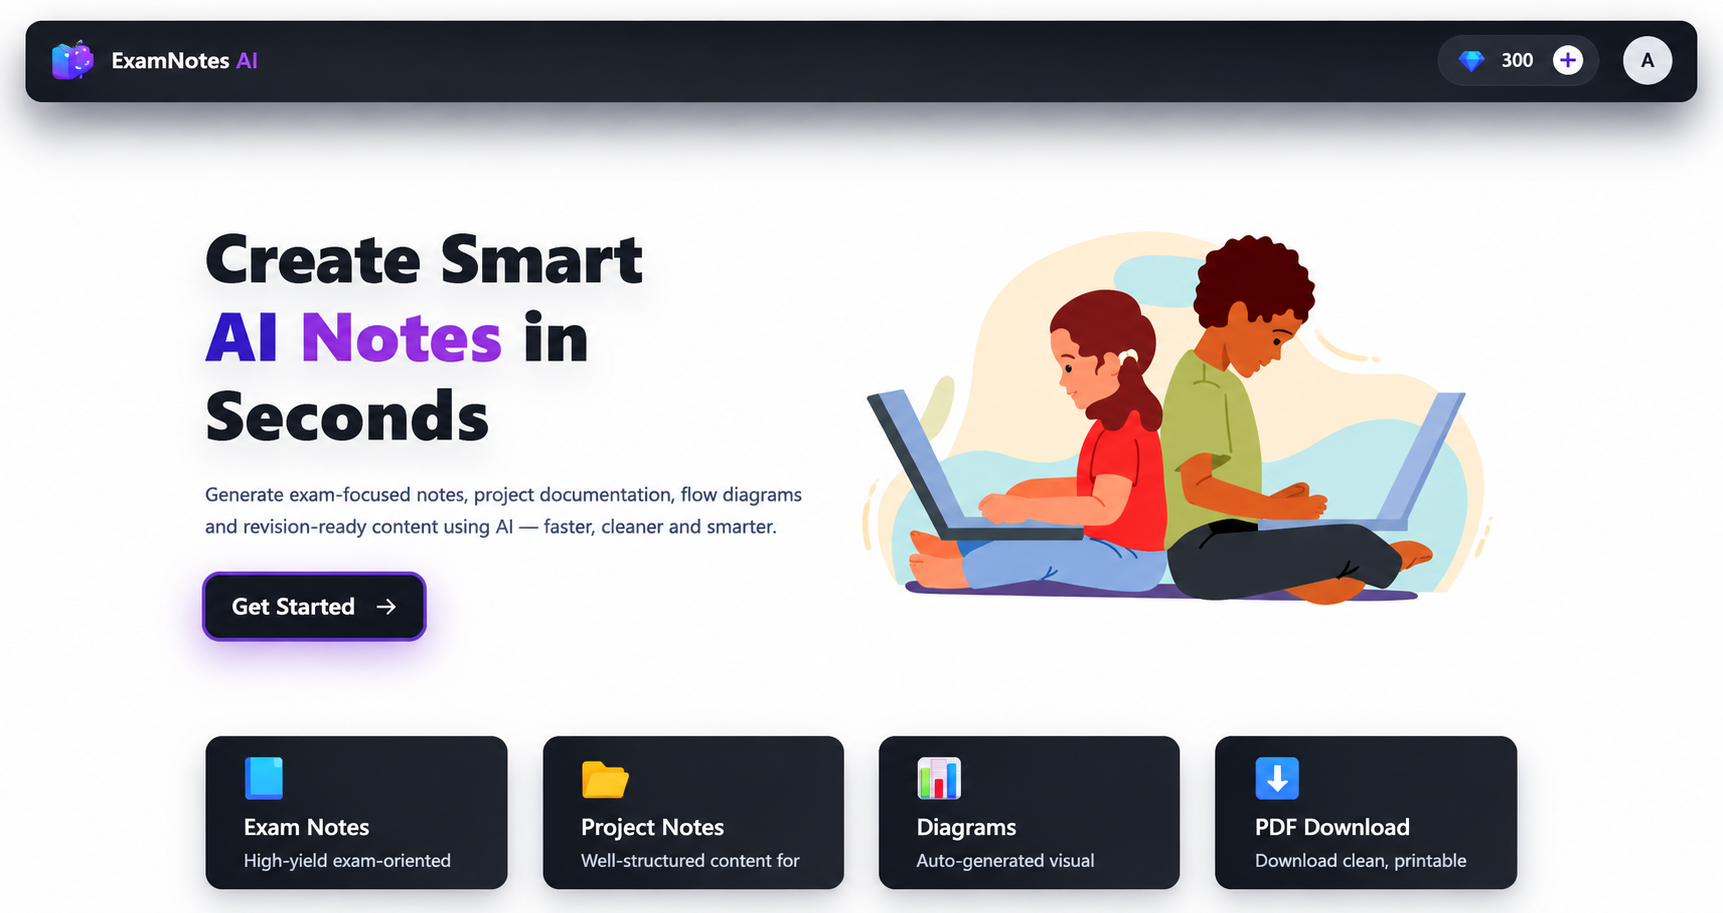 ExamNotes AI
300
A
Create Smart
AI Notes in
Seconds
Generate exam-focused notes, project documentation, flow diagrams
and revision-ready content using AI — faster, cleaner and smarter.
Get Started →
Exam Notes
High-yield exam-oriented
Project Notes
Well-structured content for
Diagrams
Auto-generated visual
PDF Download
Download clean, printable